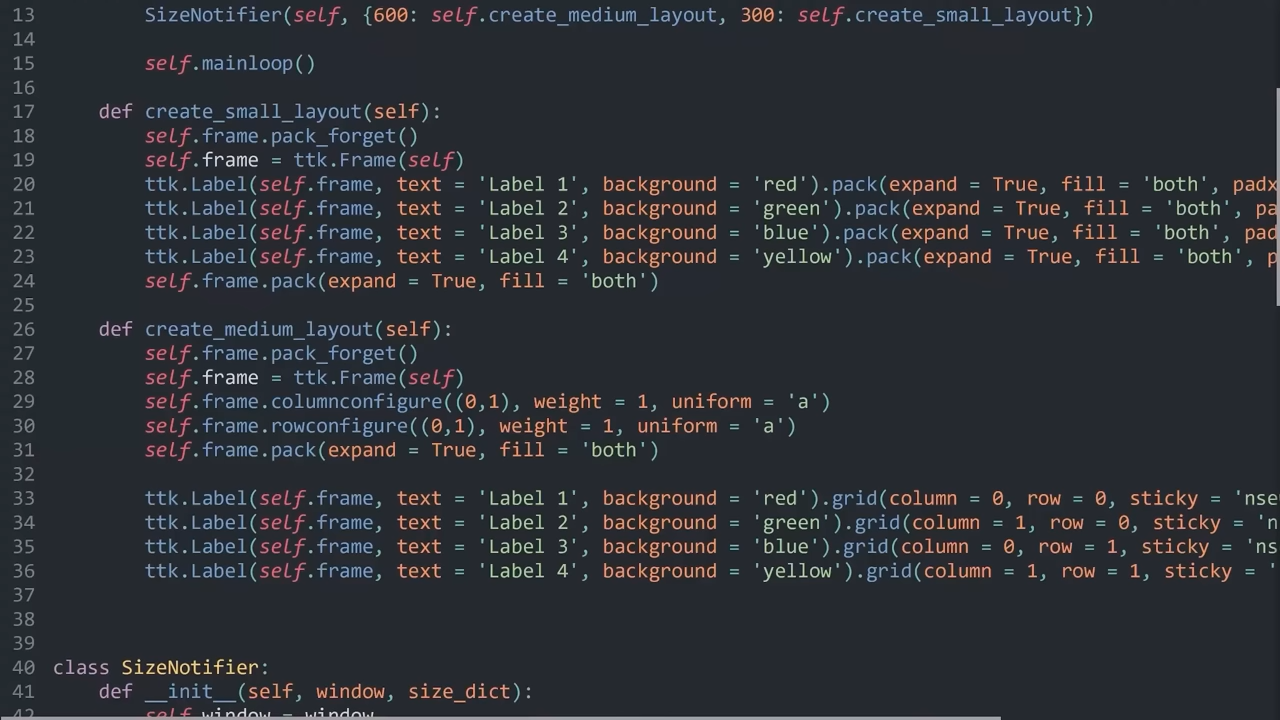 13 SizeNotifier(self, {600: self.create_medium_layout, 300: self.create_small_layout})
14
15 self.mainloop()
16
17 def create_small_layout(self):
18 self.frame.pack_forget()
19 self.frame = ttk.Frame(self)
20 ttk.Label(self.frame, text = 'Label 1', background = 'red').pack(expand = True, fill = 'both', padx
21 ttk.Label(self.frame, text = 'Label 2', background = 'green').pack(expand = True, fill = 'both', pa
22 ttk.Label(self.frame, text = 'Label 3', background = 'blue').pack(expand = True, fill = 'both', pad
23 ttk.Label(self.frame, text = 'Label 4', background = 'yellow').pack(expand = True, fill = 'both', p
24 self.frame.pack(expand = True, fill = 'both')
25
26 def create_medium_layout(self):
27 self.frame.pack_forget()
28 self.frame = ttk.Frame(self)
29 self.frame.columnconfigure((0,1), weight = 1, uniform = 'a')
30 self.frame.rowconfigure((0,1), weight = 1, uniform = 'a')
31 self.frame.pack(expand = True, fill = 'both')
32
33 ttk.Label(self.frame, text = 'Label 1', background = 'red').grid(column = 0, row = 0, sticky = 'nse
34 ttk.Label(self.frame, text = 'Label 2', background = 'green').grid(column = 1, row = 0, sticky = 'n
35 ttk.Label(self.frame, text = 'Label 3', background = 'blue').grid(column = 0, row = 1, sticky = 'ns
36 ttk.Label(self.frame, text = 'Label 4', background = 'yellow').grid(column = 1, row = 1, sticky = '
37
38
39
40 class SizeNotifier:
41 def __init__(self, window, size_dict):
42 self.window = window